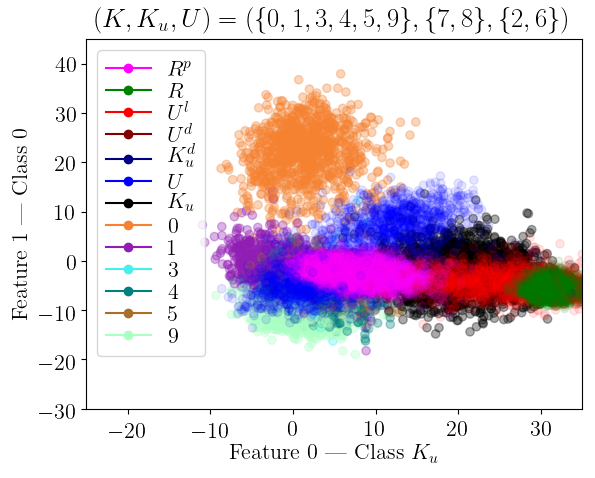 (K, K_u, U) = ({0, 1, 3, 4, 5, 9}, {7, 8}, {2, 6})
40
30
20
10
0
−10
−20
−30
Feature 1 — Class 0
R^p
R
U^l
U^d
K_u^d
U
K_u
0
1
3
4
5
9
−20
−10
0
10
20
30
Feature 0 — Class K_u